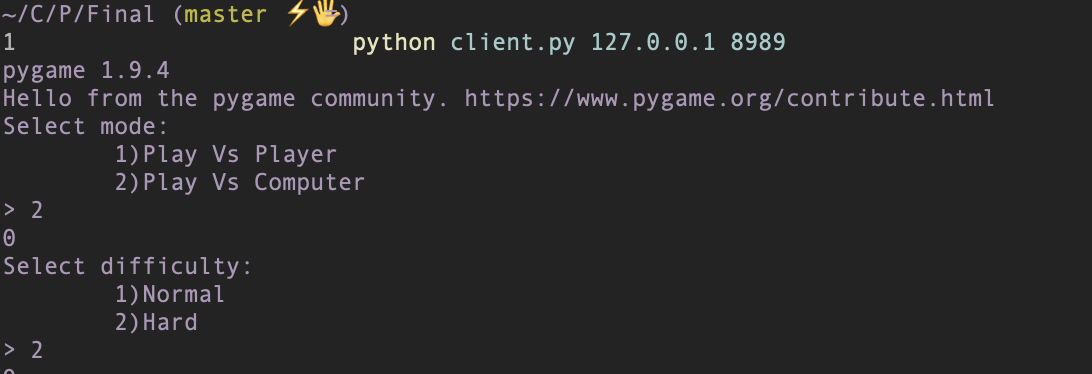 ~/C/P/Final (master ⚡🖐)
1 python client.py 127.0.0.1 8989
pygame 1.9.4
Hello from the pygame community. https://www.pygame.org/contribute.html
Select mode:
1)Play Vs Player
2)Play Vs Computer
> 2
0
Select difficulty:
1)Normal
2)Hard
> 2